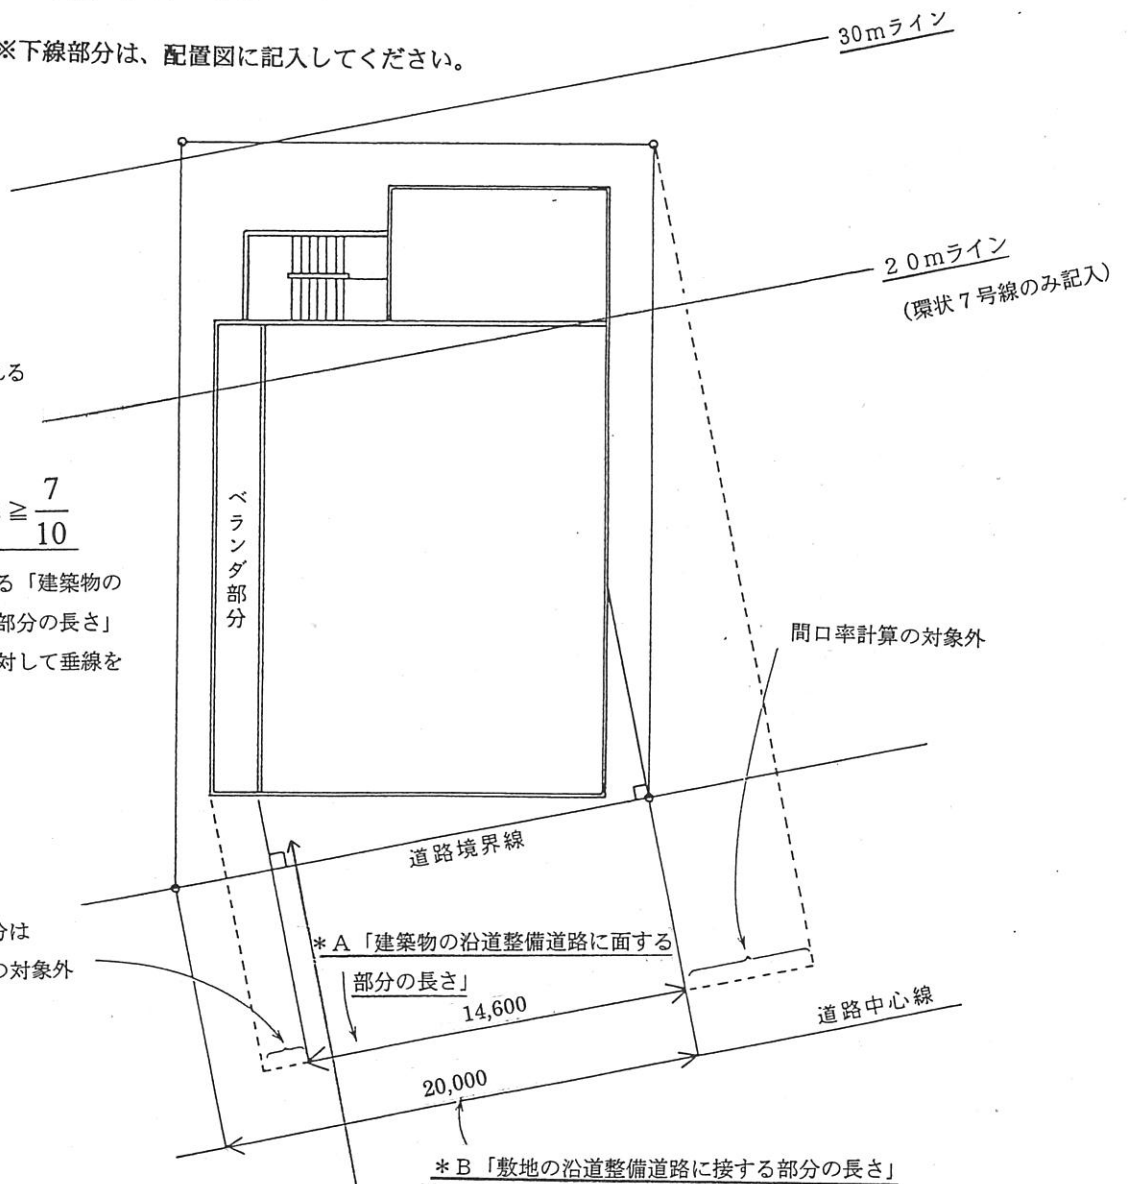 ※下線部分は、配置図に記入してください。
30mライン
20mライン
(環状7号線のみ記入)
れる
≧ 7/10
る「建築物の
部分の長さ」
対して垂線を
ベランダ部分
間口率計算の対象外
道路境界線
分は
の対象外
*A「建築物の沿道整備道路に面する
部分の長さ」
14,600
道路中心線
20,000
*B「敷地の沿道整備道路に接する部分の長さ」